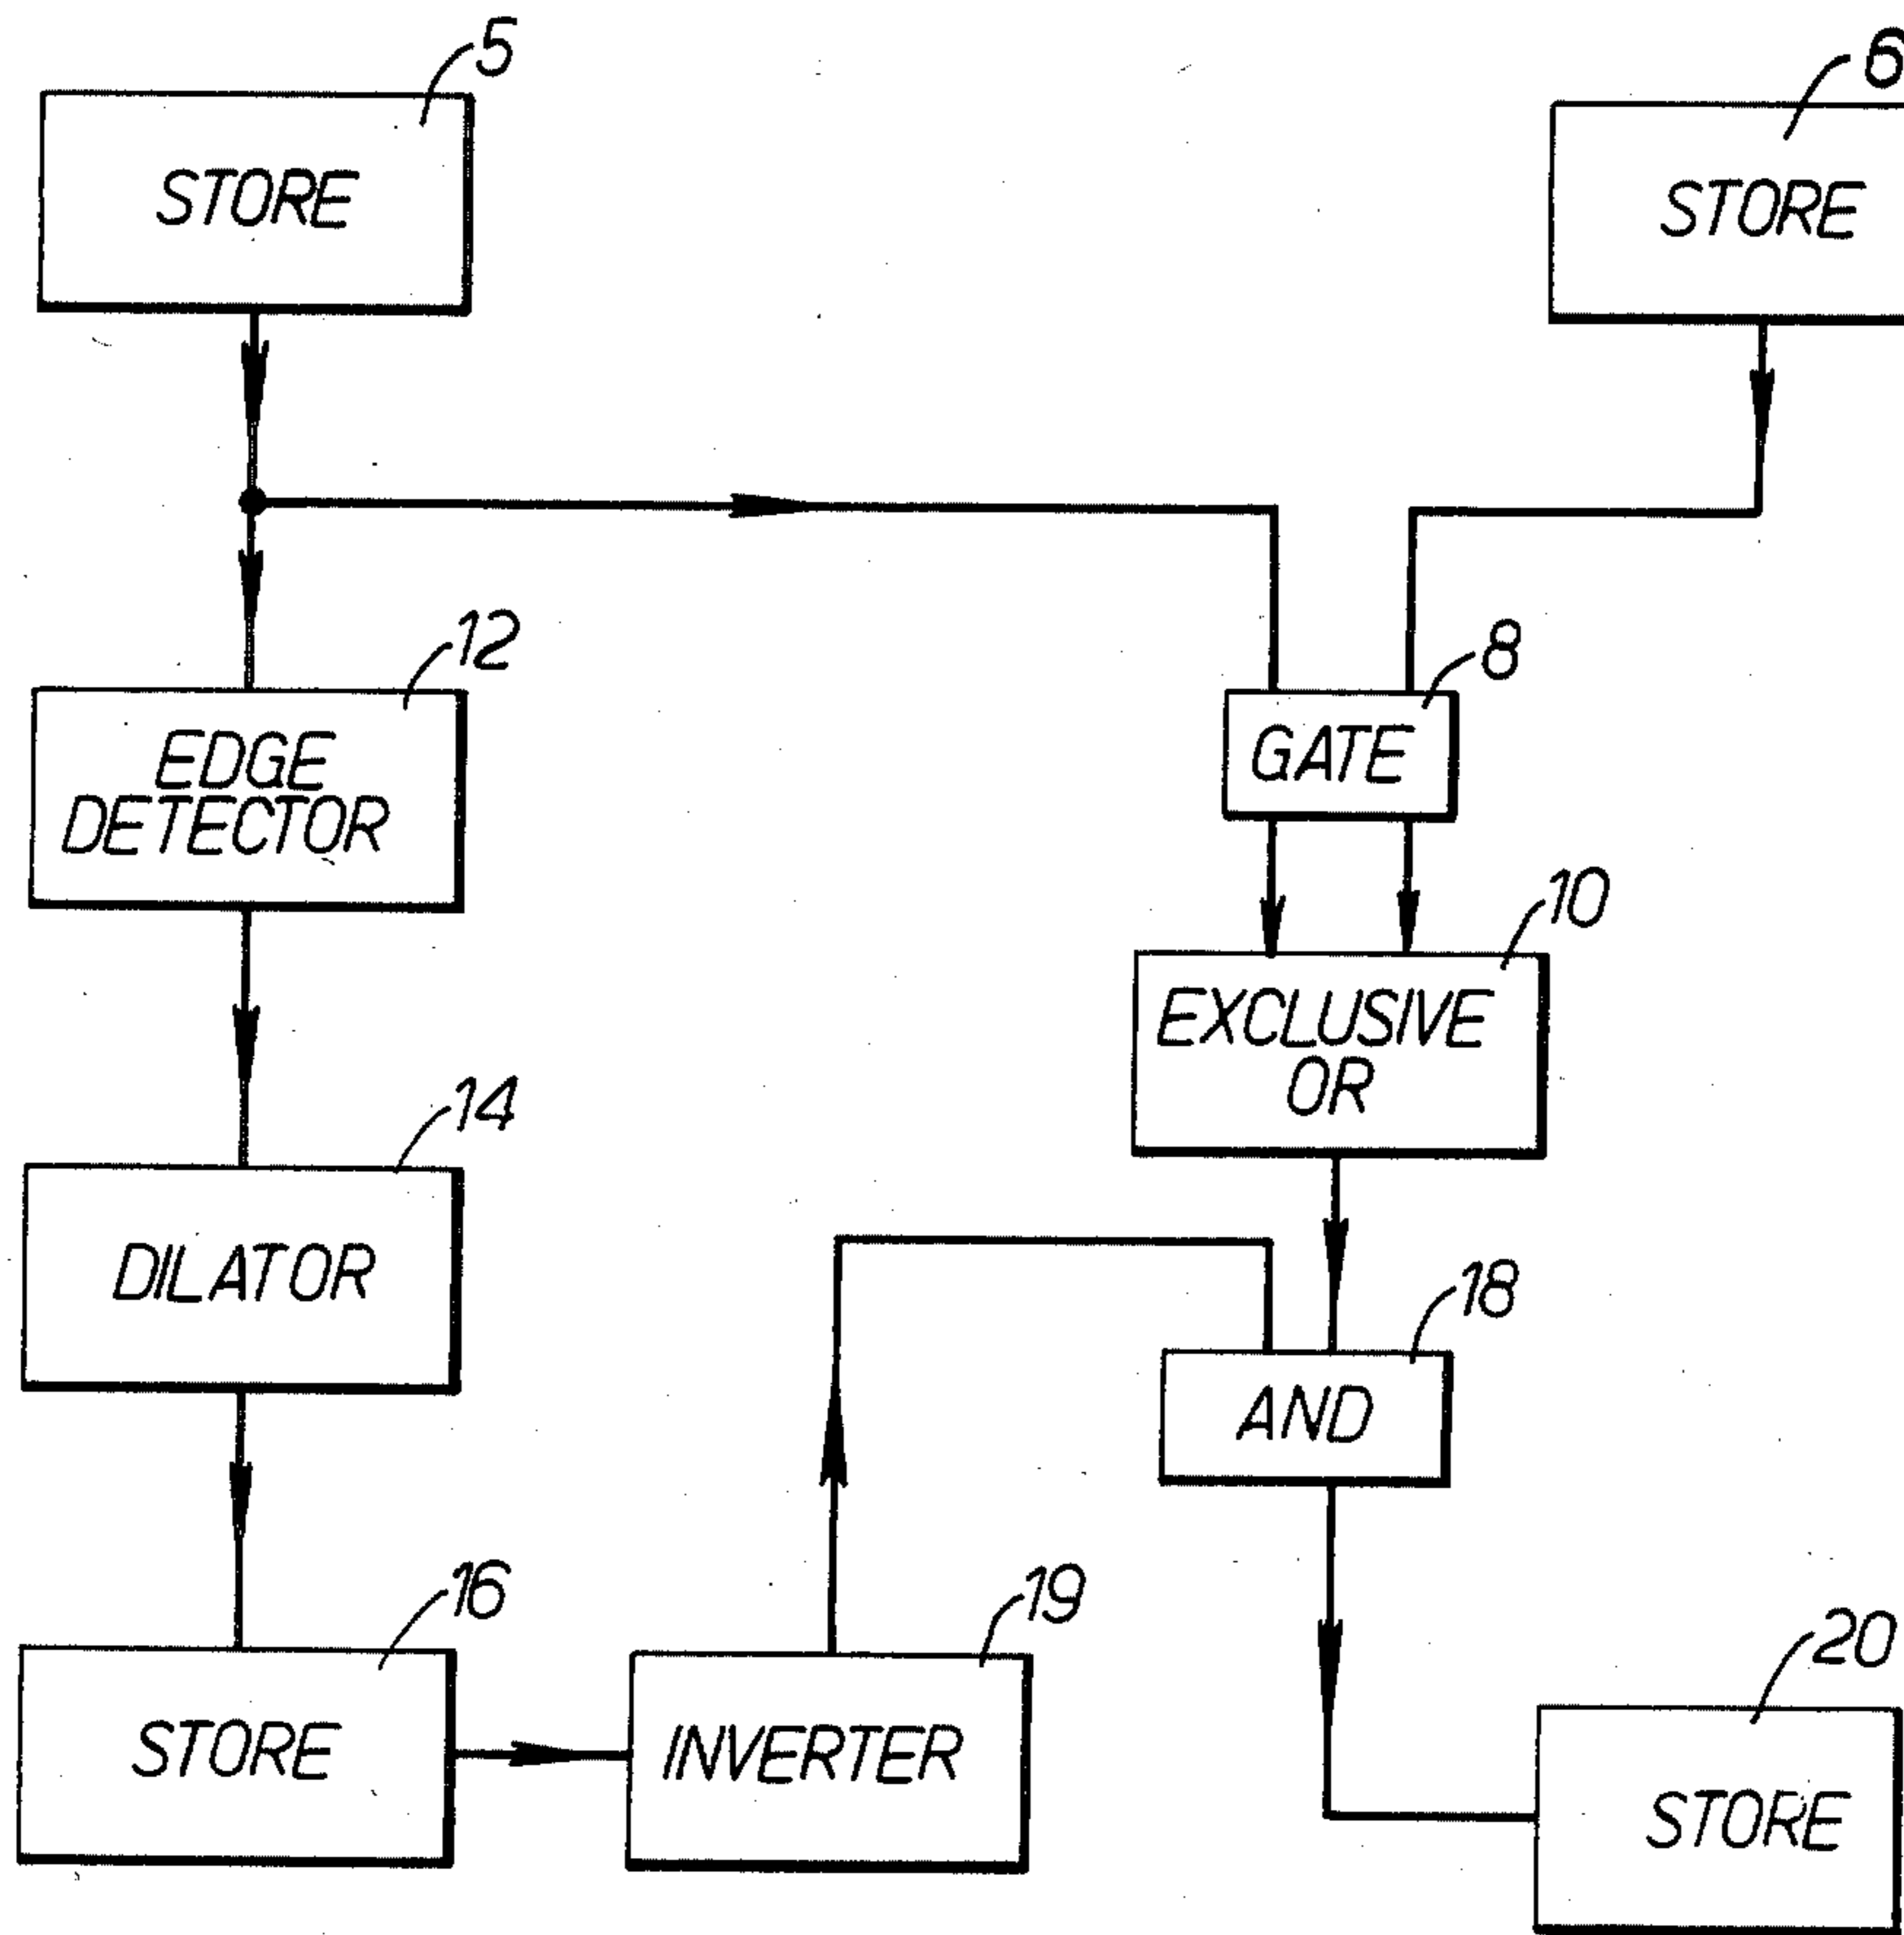 5
6
STORE
STORE
12
8
EDGE
DETECTOR
GATE
10
EXCLUSIVE
OR
14
DILATOR
18
AND
16
19
20
STORE
INVERTER
STORE